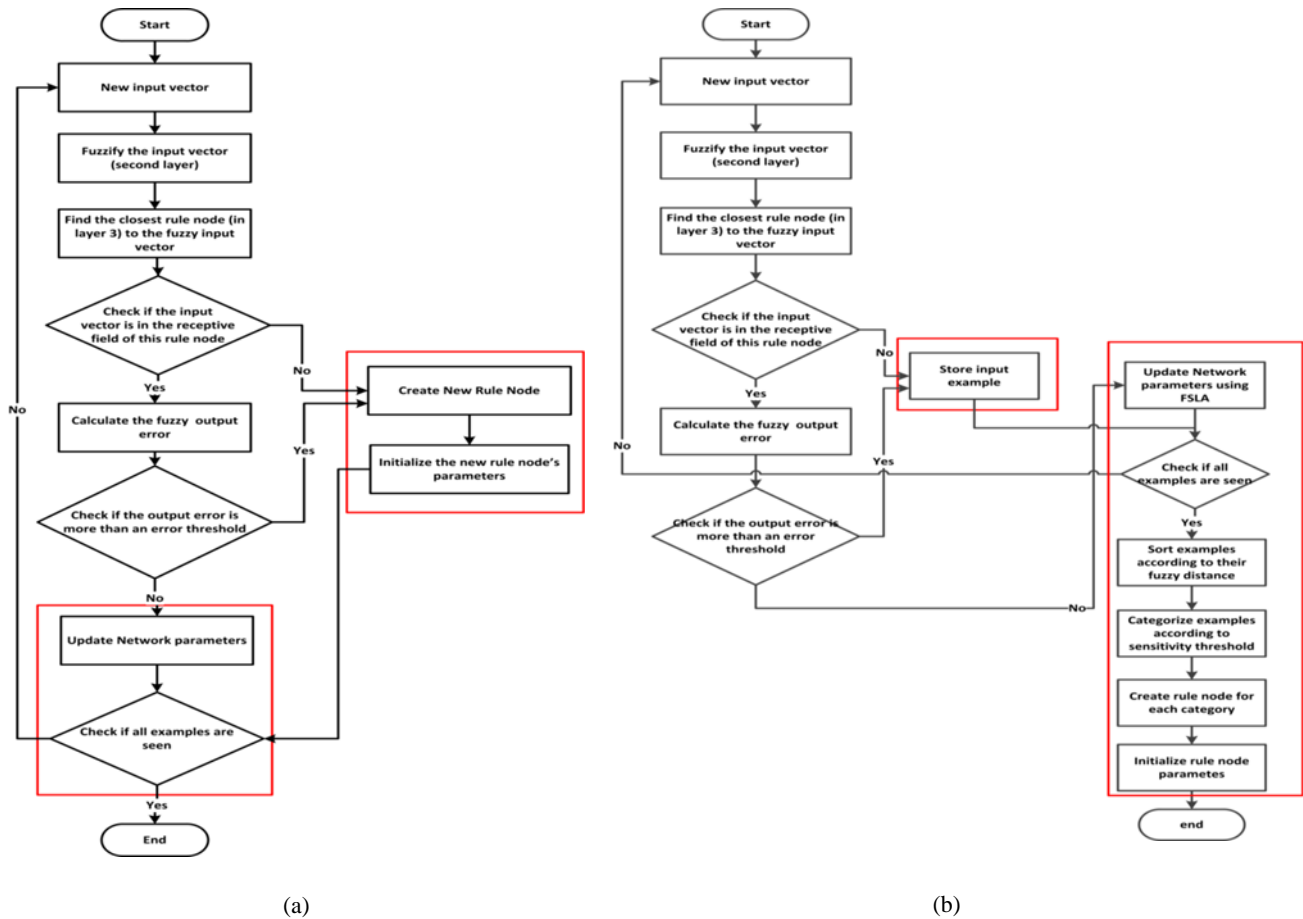 Start
New input vector
Fuzzify the input vector
(second layer)
Find the closest rule node (in
layer 3) to the fuzzy input
vector
Check if the input
vector is in the receptive
field of this rule node
No
Yes
Calculate the fuzzy output
error
Check if the output error is
more than an error threshold
Yes
No
Create New Rule Node
Initialize the new rule node's
parameters
Update Network parameters
Check if all examples are
seen
No
Yes
End
(a)
Start
New input vector
Fuzzify the input vector
(second layer)
Find the closest rule node (in
layer 3) to the fuzzy input
vector
Check if the input
vector is in the receptive
field of this rule node
No
Yes
Calculate the fuzzy output
error
Check if the output error is
more than an error
threshold
Yes
No
Store input
example
Update Network
parameters using
FSLA
Check if all
examples are seen
No
Yes
Sort examples
according to their
fuzzy distance
Categorize examples
according to
sensitivity threshold
Create rule node for
each category
Initialize rule node
parametes
end
(b)